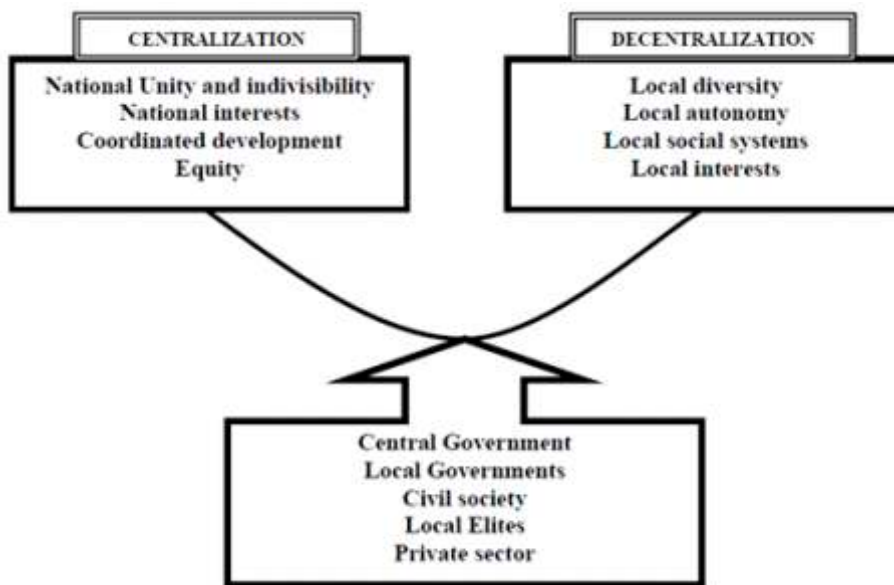 CENTRALIZATION
National Unity and indivisibility
National interests
Coordinated development
Equity
DECENTRALIZATION
Local diversity
Local autonomy
Local social systems
Local interests
Central Government
Local Governments
Civil society
Local Elites
Private sector